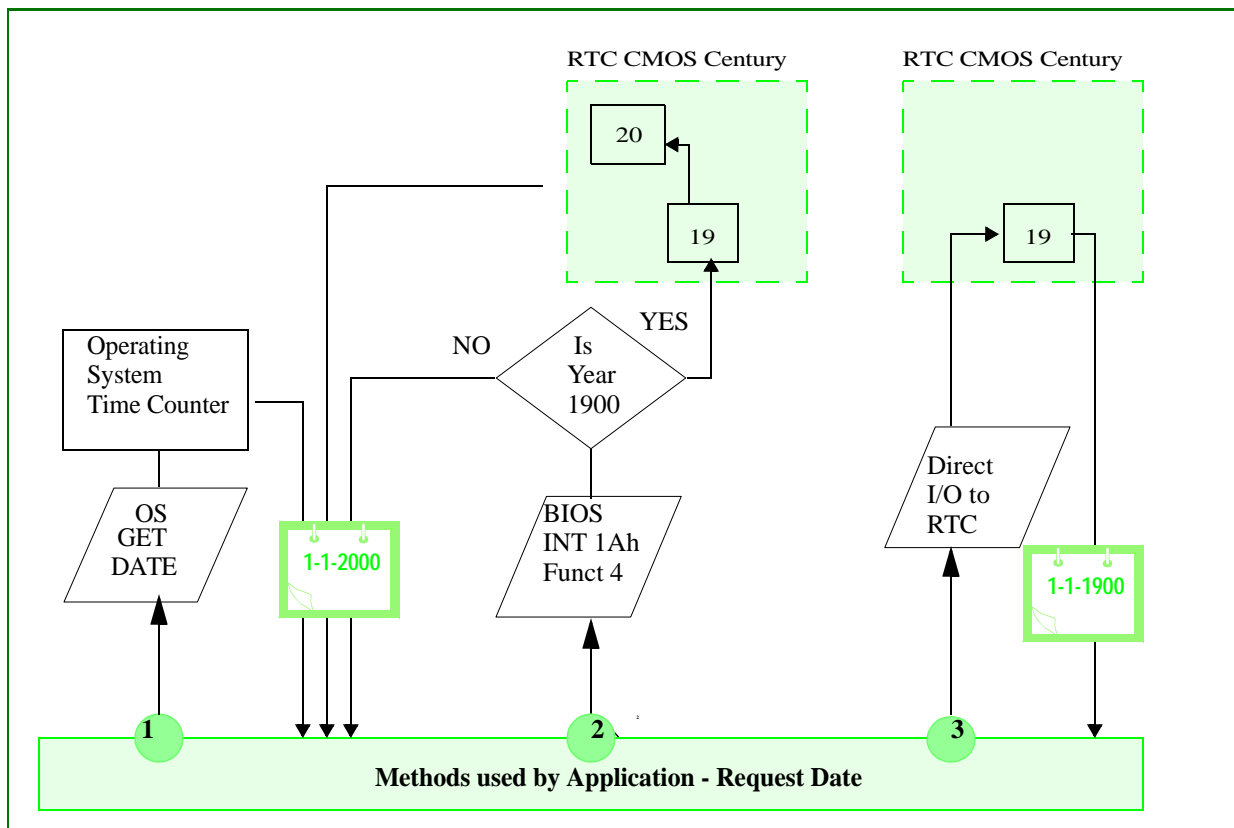 RTC CMOS Century
RTC CMOS Century
20
19
19
YES
NO
Is
Year
1900
Operating
System
Time Counter
Direct
I/O to
RTC
OS
GET
DATE
BIOS
INT 1Ah
Funct 4
1-1-2000
1-1-1900
1
2
2
3
Methods used by Application - Request Date